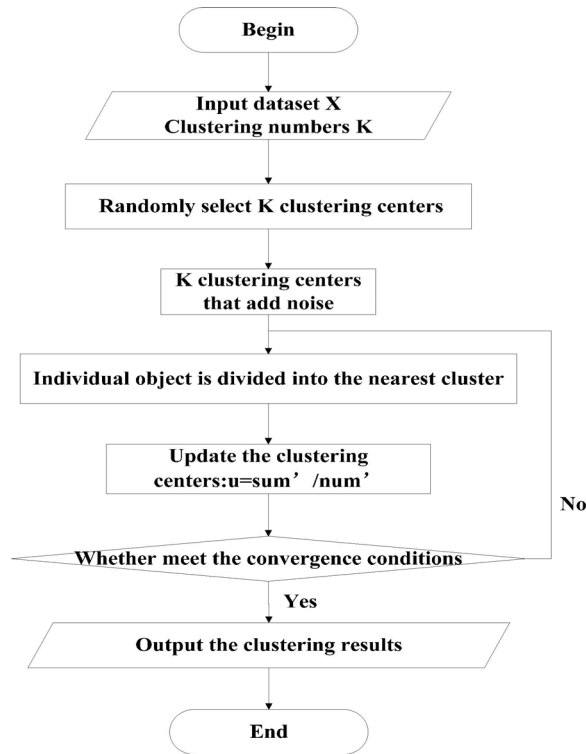 Begin
Input dataset X
Clustering numbers K
Randomly select K clustering centers
K clustering centers
that add noise
Individual object is divided into the nearest cluster
Update the clustering
centers:u=sum’ /num’
No
Whether meet the convergence conditions
Yes
Output the clustering results
End